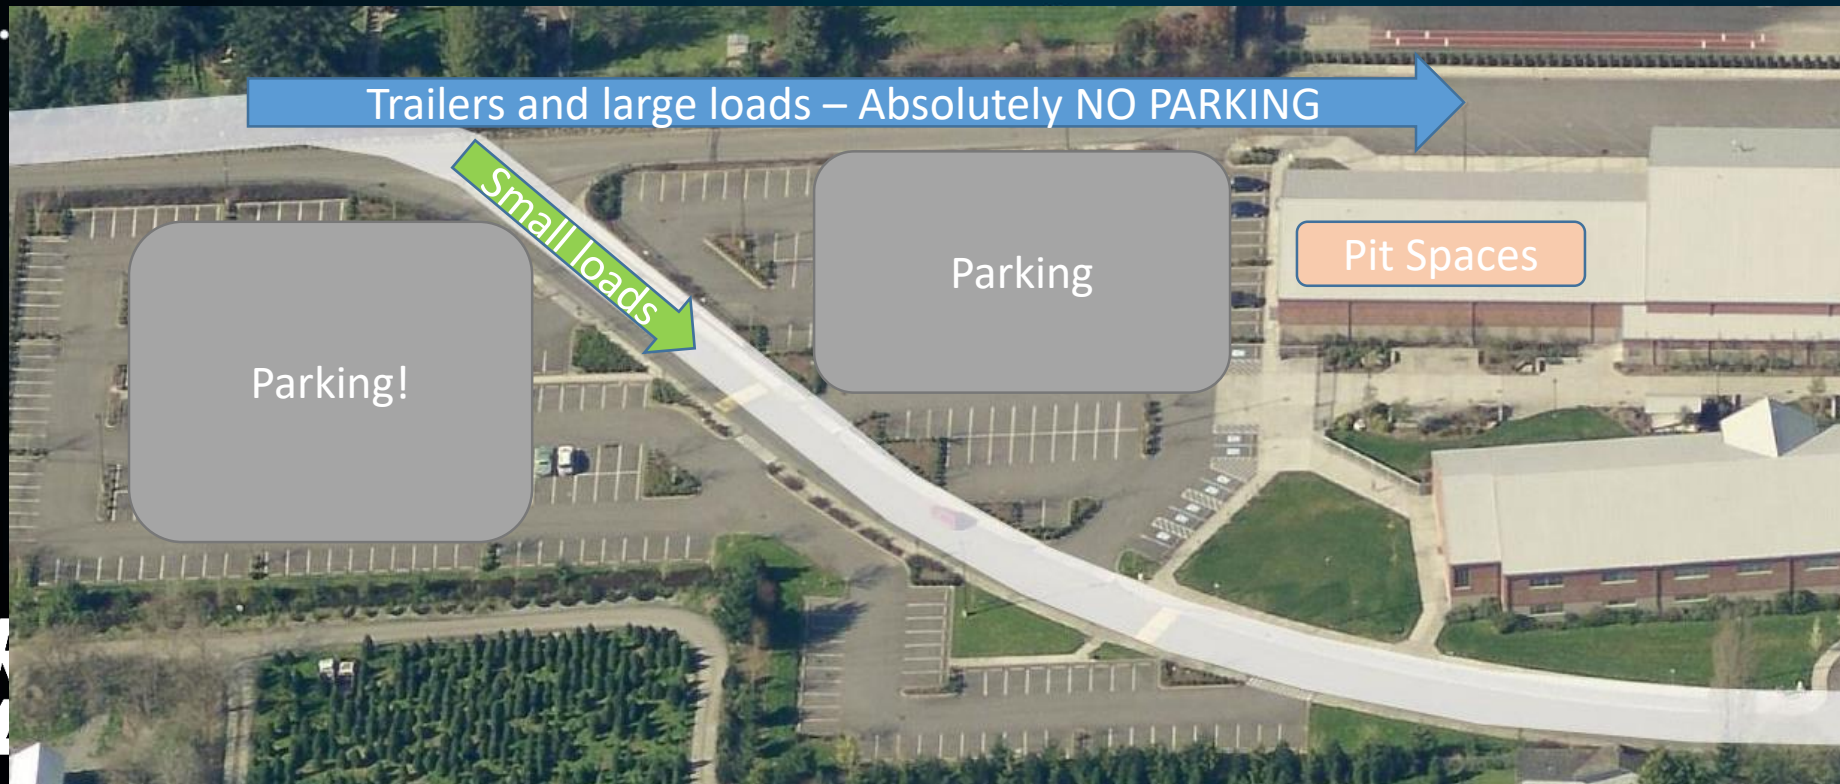 Trailers and large loads – Absolutely NO PARKING
Small loads
Parking
Pit Spaces
Parking!